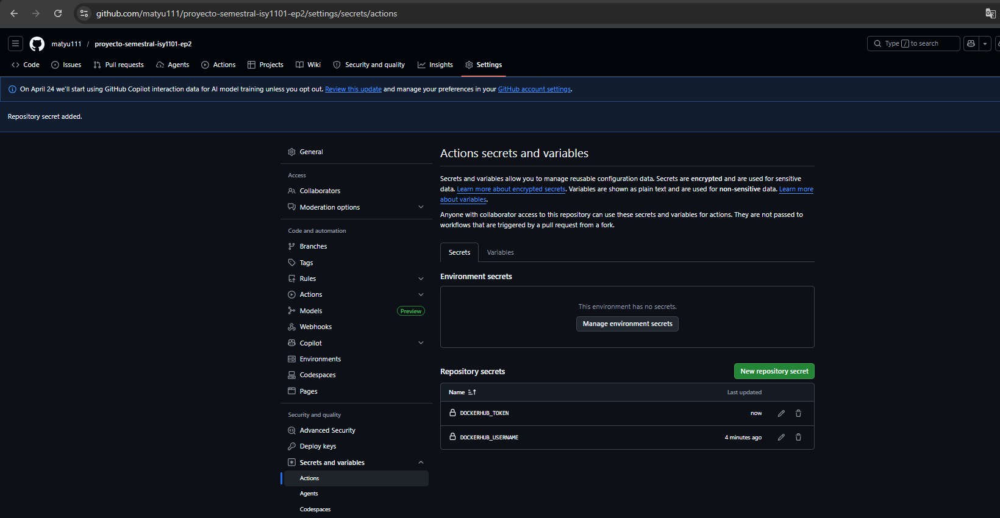 github.com/matyu111/proyecto-semestral-isy1101-ep2/settings/secrets/actions
matyu111 / proyecto-semestral-isy1101-ep2
Type / to search
Code Issues Pull requests Agents Actions Projects Wiki Security and quality Insights Settings
On April 24 we'll start using GitHub Copilot interaction data for AI model training unless you opt out. Review this update and manage your preferences in your GitHub account settings.
Repository secret added.
General
Access
Collaborators
Moderation options
Code and automation
Branches
Tags
Rules
Actions
Models Preview
Webhooks
Copilot
Environments
Codespaces
Pages
Security and quality
Advanced Security
Deploy keys
Secrets and variables
Actions
Agents
Codespaces
Actions secrets and variables
Secrets and variables allow you to manage reusable configuration data. Secrets are encrypted and are used for sensitive
data. Learn more about encrypted secrets. Variables are shown as plain text and are used for non-sensitive data. Learn more
about variables.
Anyone with collaborator access to this repository can use these secrets and variables for actions. They are not passed to
workflows that are triggered by a pull request from a fork.
Secrets Variables
Environment secrets
This environment has no secrets.
Manage environment secrets
Repository secrets
New repository secret
Name Last updated
DOCKERHUB_TOKEN now
DOCKERHUB_USERNAME 4 minutes ago